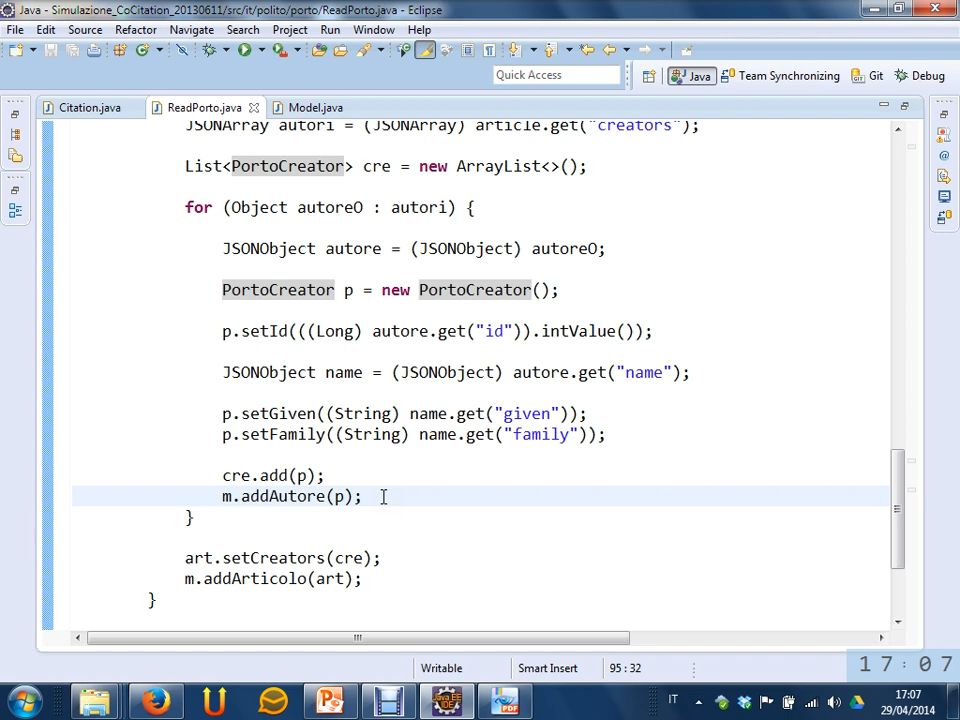 Java - Simulazione_CoCitation_20130611/src/it/polito/porto/ReadPorto.java - Eclipse
File Edit Source Refactor Navigate Search Project Run Window Help
Quick Access
Java Team Synchronizing Git Debug
Citation.java ReadPorto.java Model.java
JSONArray autori = (JSONArray) article.get("creators");
List<PortoCreator> cre = new ArrayList<>();
for (Object autoreO : autori) {
JSONObject autore = (JSONObject) autoreO;
PortoCreator p = new PortoCreator();
p.setId(((Long) autore.get("id")).intValue());
JSONObject name = (JSONObject) autore.get("name");
p.setGiven((String) name.get("given"));
p.setFamily((String) name.get("family"));
cre.add(p);
m.addAutore(p);
}
art.setCreators(cre);
m.addArticolo(art);
}
Writable Smart Insert 95 : 32
17:07
IT
17:07
29/04/2014